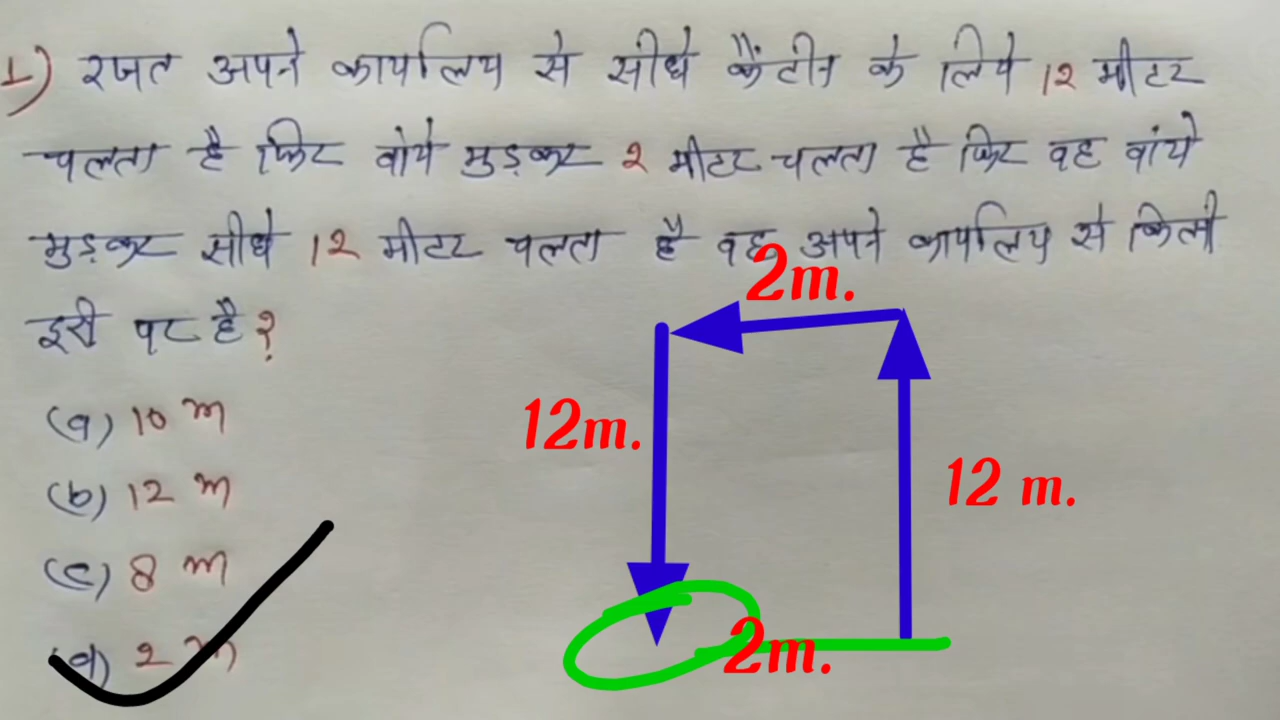 1) रजत अपने कार्यालय से सीधे कैंटीन के लिये 12 मीटर
चलता है फिर बांये मुड़कर 2 मीटर चलता है फिर वह बांये
मुड़कर सीधे 12 मीटर चलता है वह अपने कार्यालय से कितनी
दूरी पर है?
2m.
12m.
12 m.
2m.
(a) 10 m
(b) 12 m
(c) 8 m
(d) 2 m